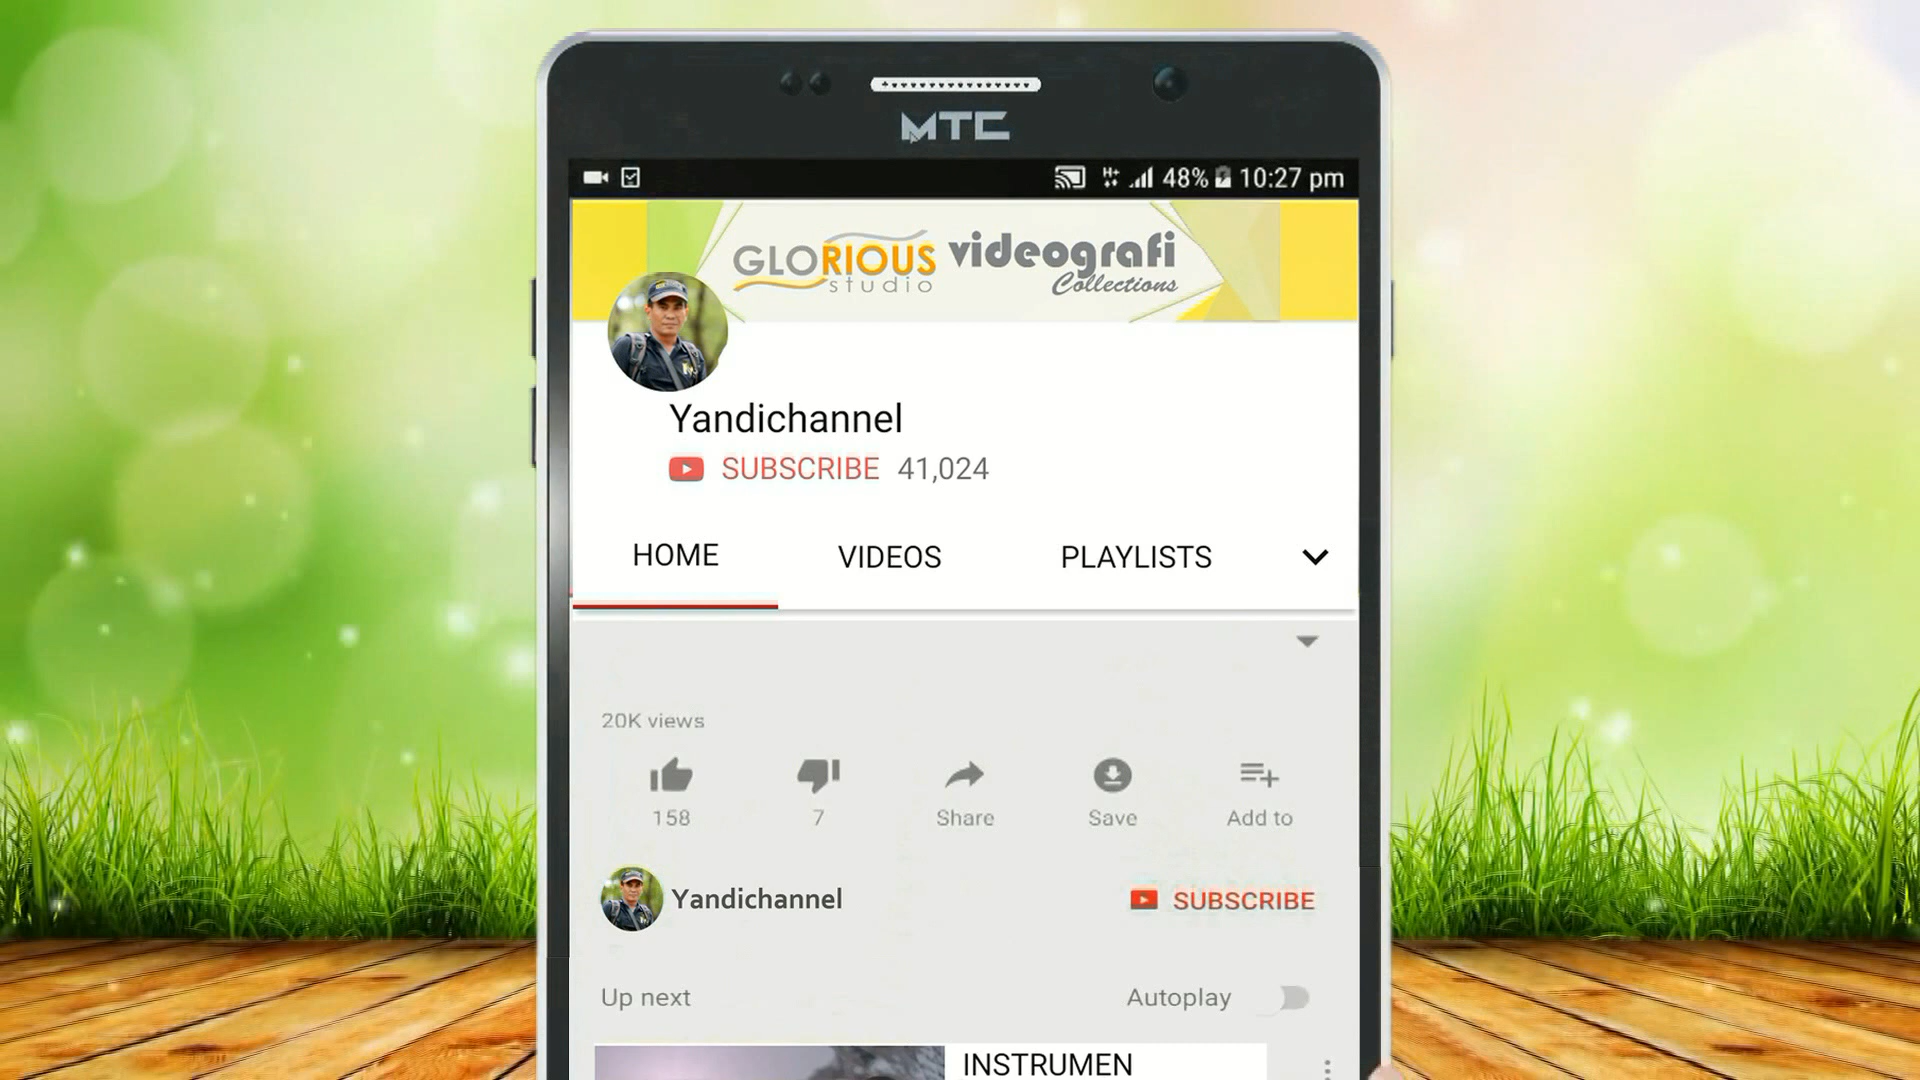 MTC
H+ 48% 10:27 pm
GLORIOUS studio
videografi Collections
Yandichannel
SUBSCRIBE 41,024
HOME VIDEOS PLAYLISTS
20K views
158 7 Share Save Add to
Yandichannel SUBSCRIBE
Up next Autoplay
INSTRUMEN